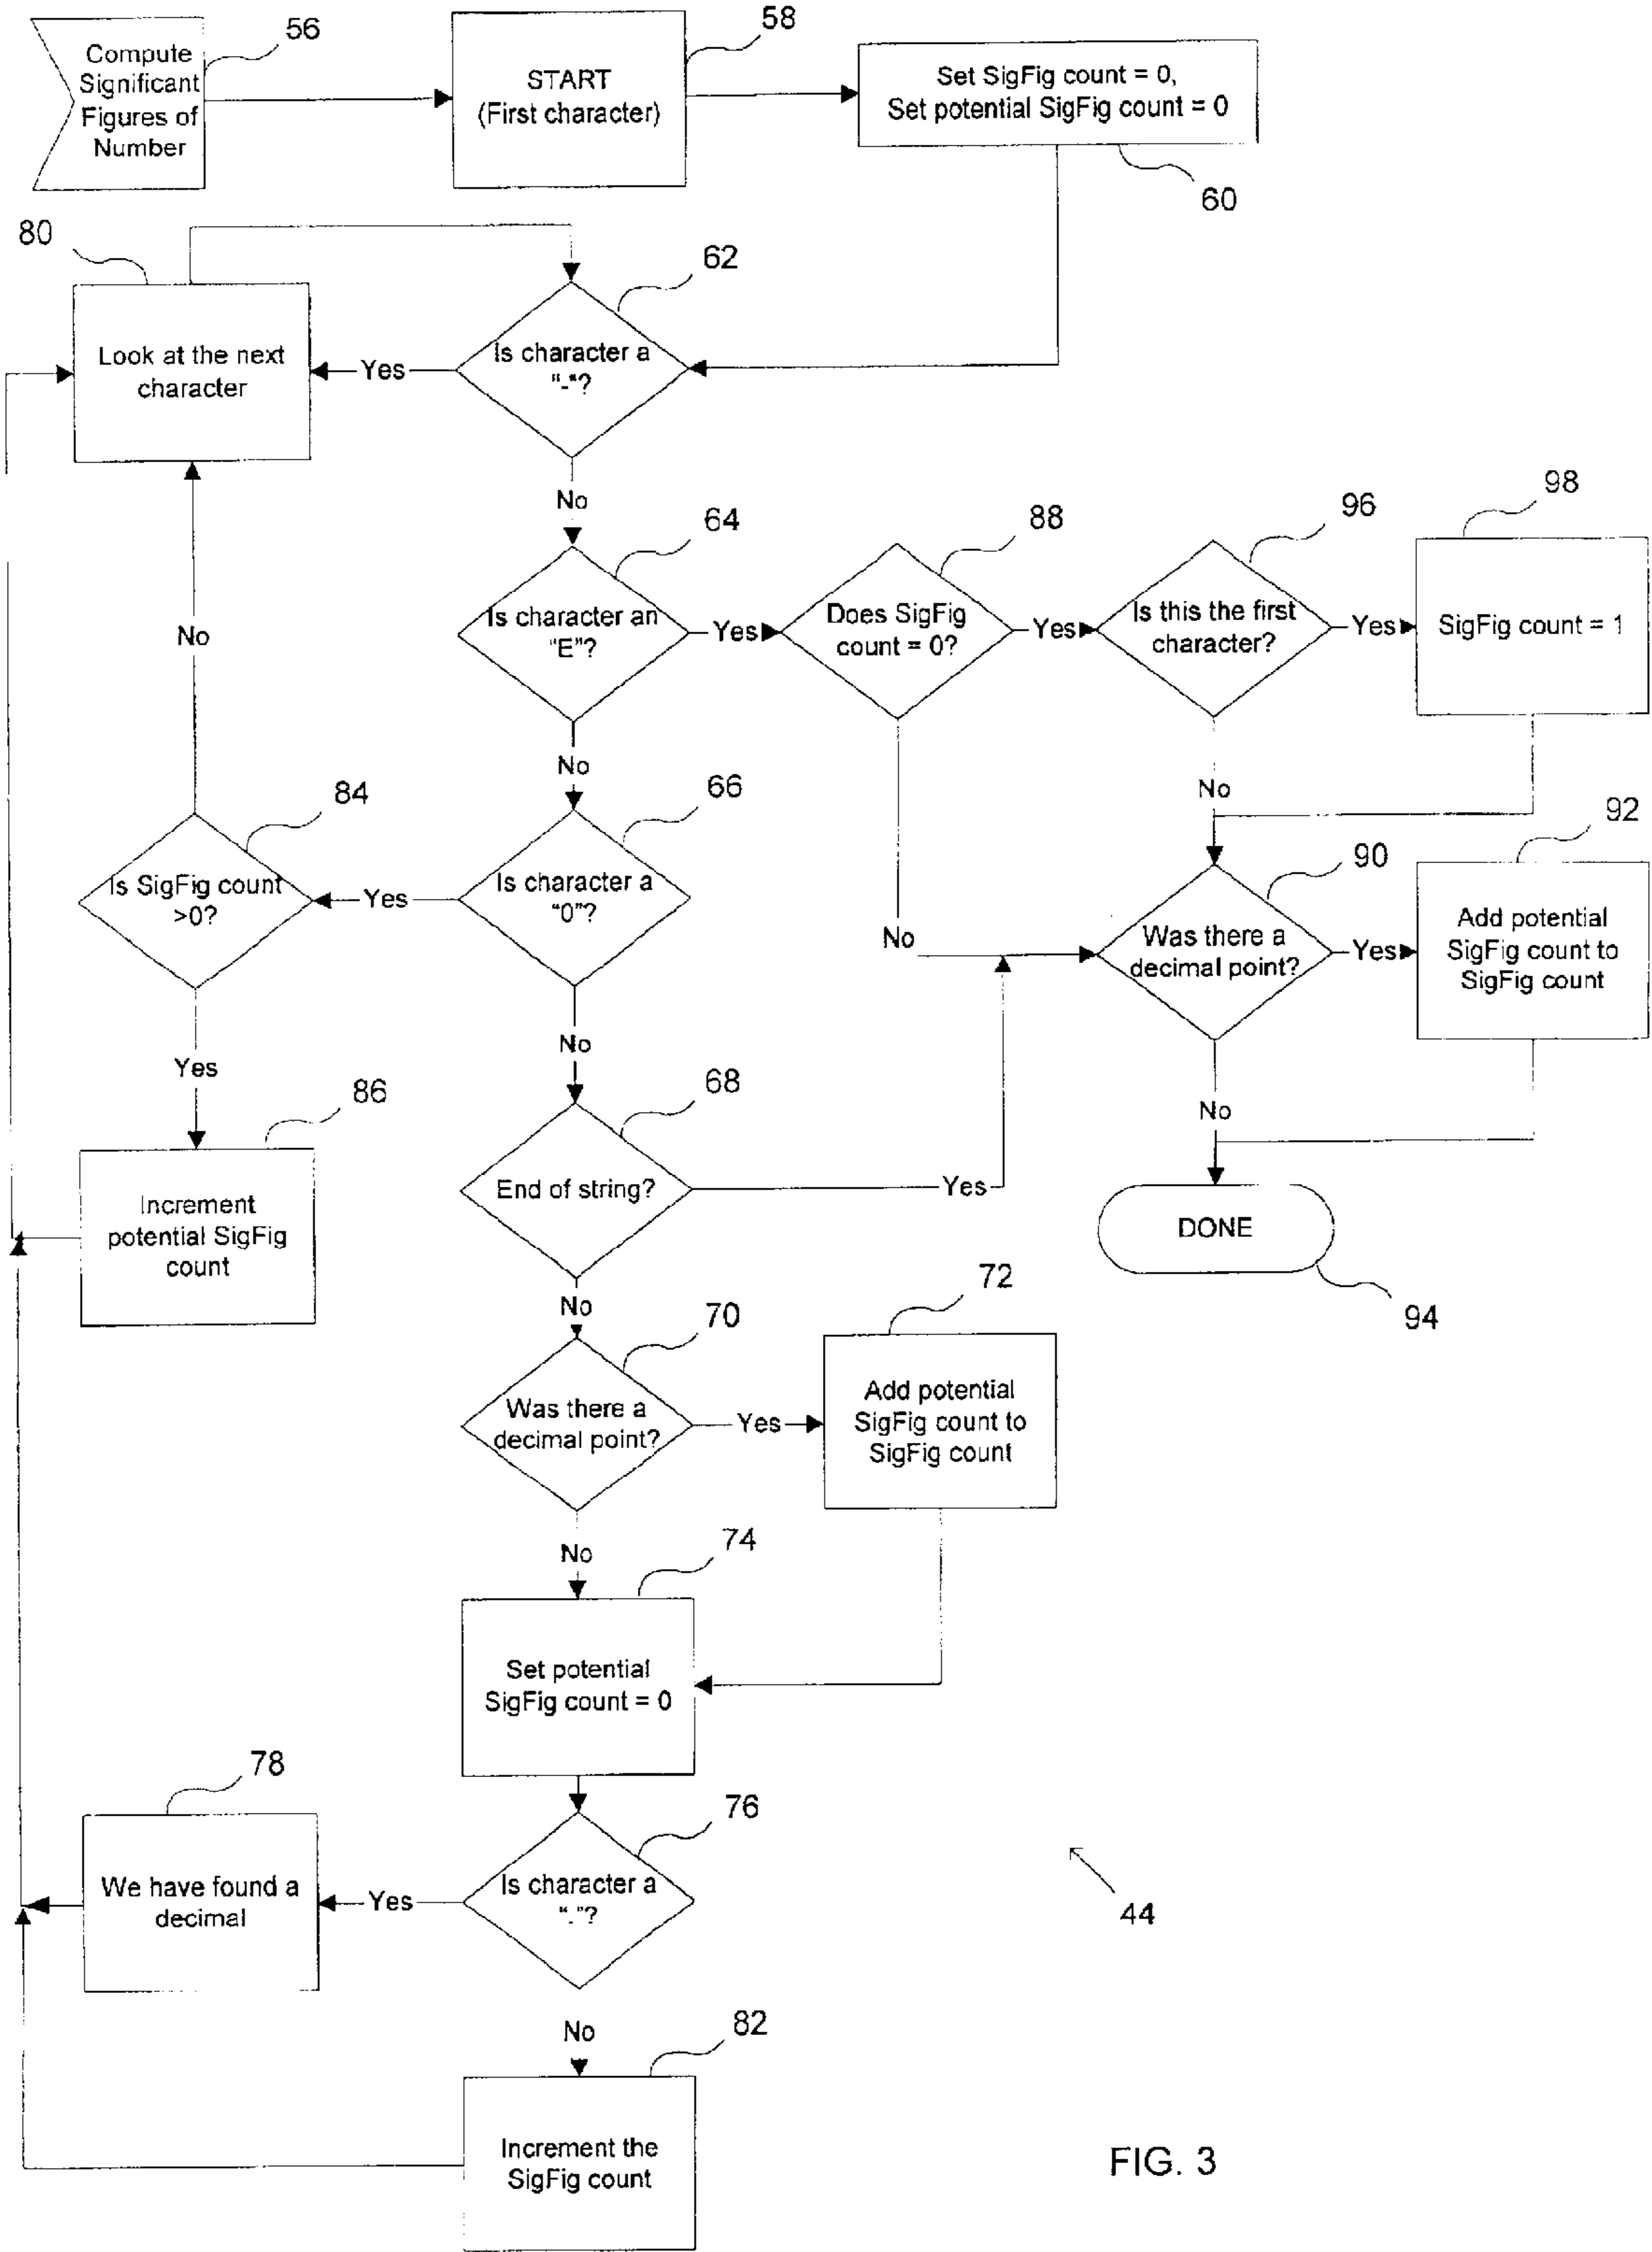 Compute
Significant
Figures of
Number
56
START
(First character)
58
Set SigFig count = 0,
Set potential SigFig count = 0
60
80
Look at the next
character
62
Is character a
"-"?
Yes
No
64
Is character an
"E"?
Yes
88
Does SigFig
count = 0?
Yes
96
Is this the first
character?
Yes
98
SigFig count = 1
No
No
No
84
Is SigFig count
>0?
Yes
66
Is character a
"0"?
No
90
Was there a
decimal point?
Yes
92
Add potential
SigFig count to
SigFig count
Yes
No
No
86
Increment
potential SigFig
count
68
End of string?
Yes
DONE
94
No
70
Was there a
decimal point?
Yes
72
Add potential
SigFig count to
SigFig count
No
74
Set potential
SigFig count = 0
78
We have found a
decimal
Yes
76
Is character a
"."?
44
No
82
Increment the
SigFig count
FIG. 3